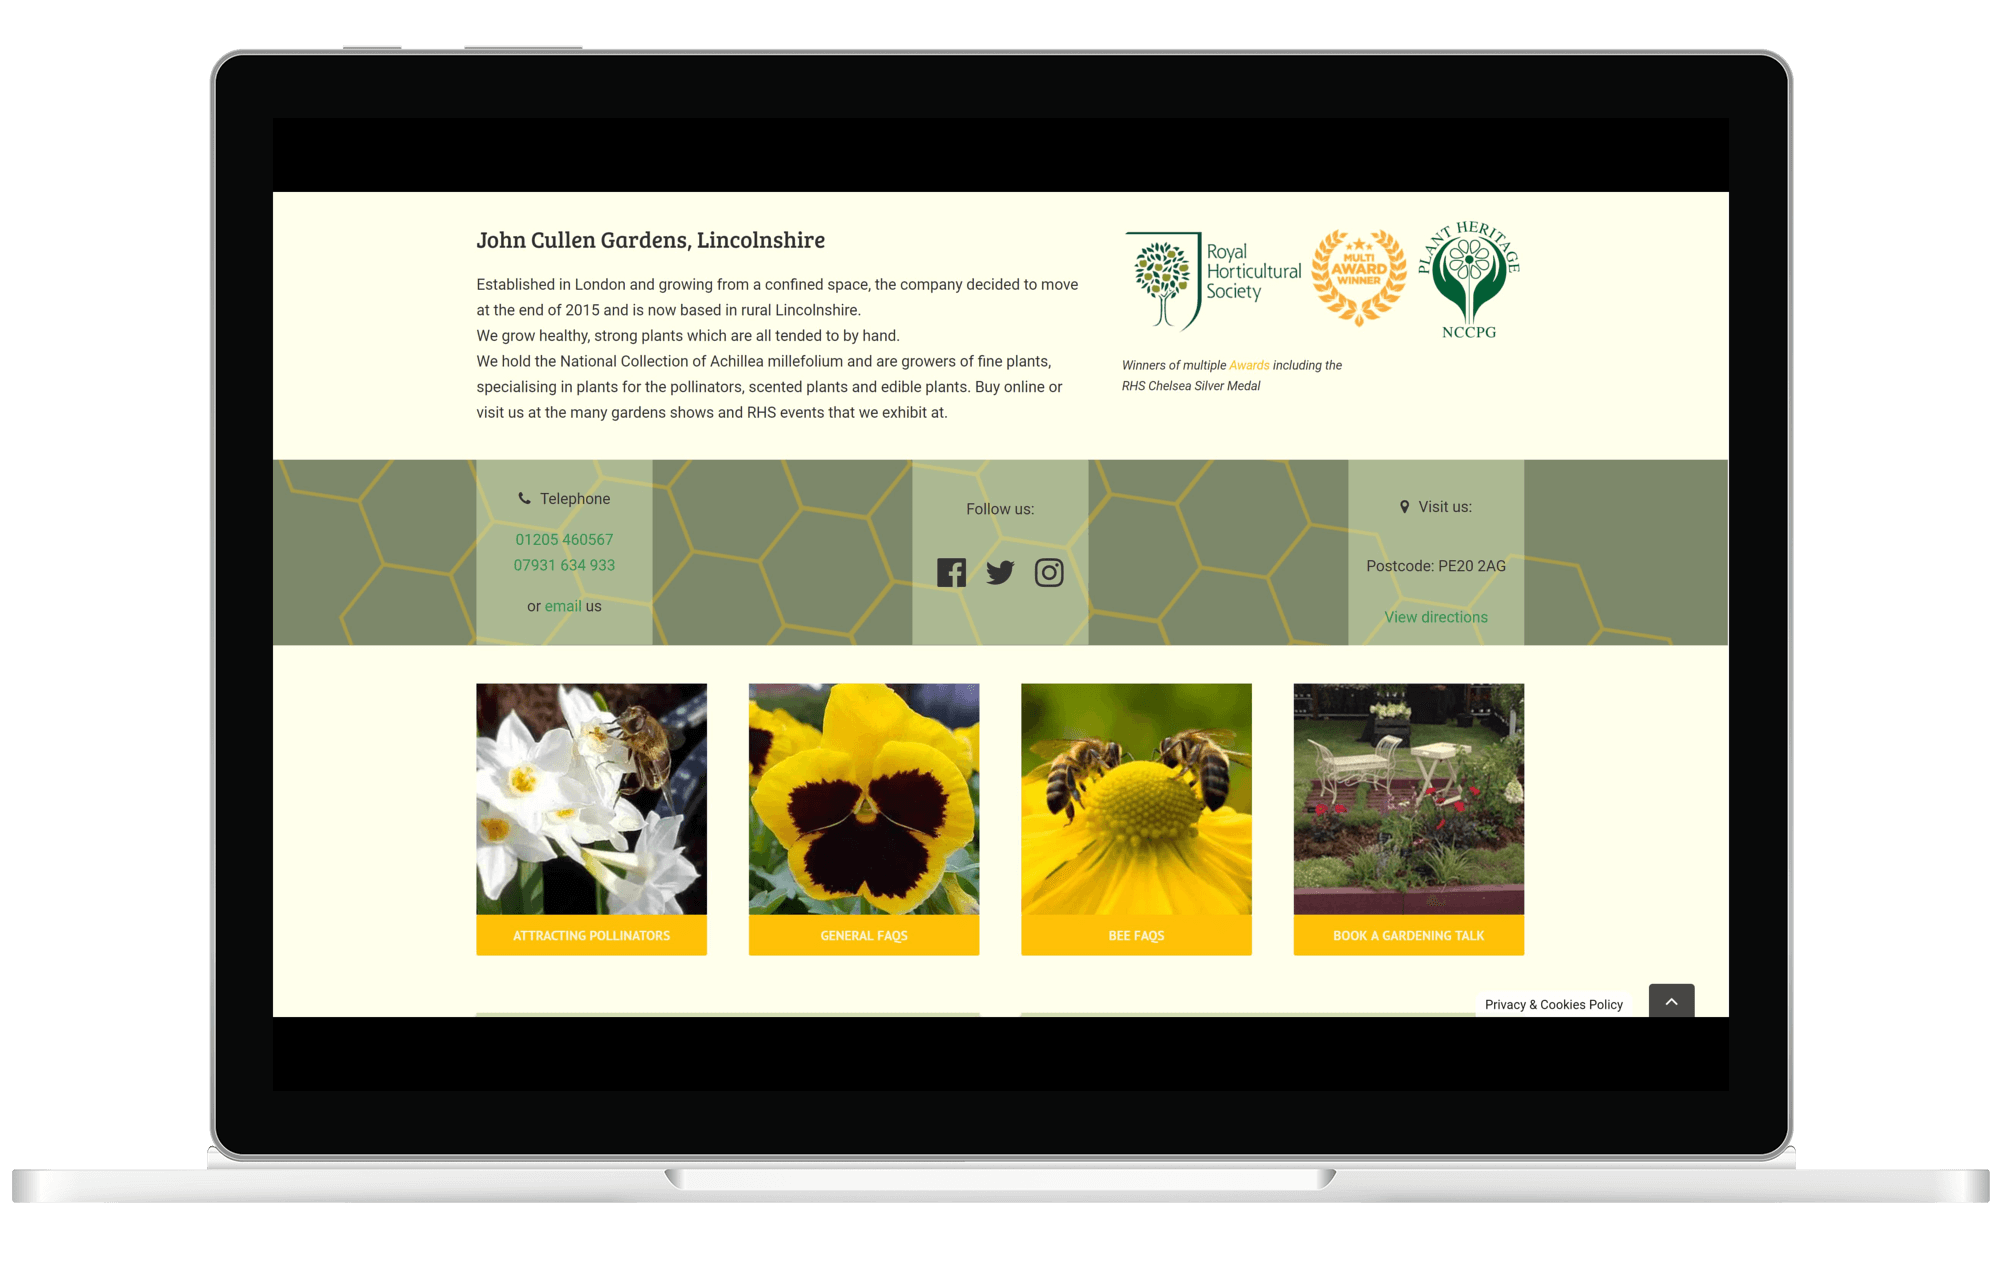 John Cullen Gardens, Lincolnshire
Established in London and growing from a confined space, the company decided to move
at the end of 2015 and is now based in rural Lincolnshire.
We grow healthy, strong plants which are all tended to by hand.
We hold the National Collection of Achillea millefolium and are growers of fine plants,
specialising in plants for the pollinators, scented plants and edible plants. Buy online or
visit us at the many gardens shows and RHS events that we exhibit at.
Royal
Horticultural
Society
MULTI
AWARD
WINNER
PLANT HERITAGE
NCCPG
Winners of multiple Awards including the
RHS Chelsea Silver Medal
Telephone
01205 460567
07931 634 933
or email us
Follow us:
Visit us:
Postcode: PE20 2AG
View directions
ATTRACTING POLLINATORS
GENERAL FAQS
BEE FAQS
BOOK A GARDENING TALK
Privacy & Cookies Policy